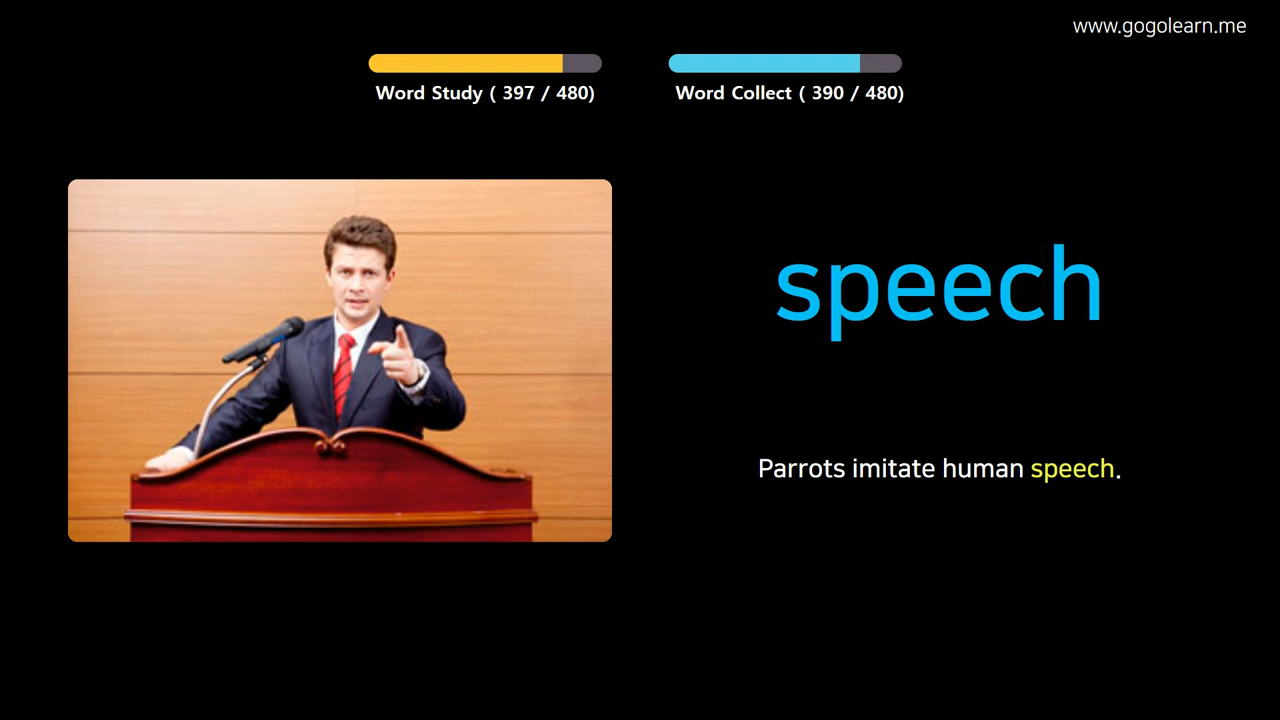 www.gogolearn.me
Word Study ( 397 / 480)
Word Collect ( 390 / 480)
speech
Parrots imitate human speech.